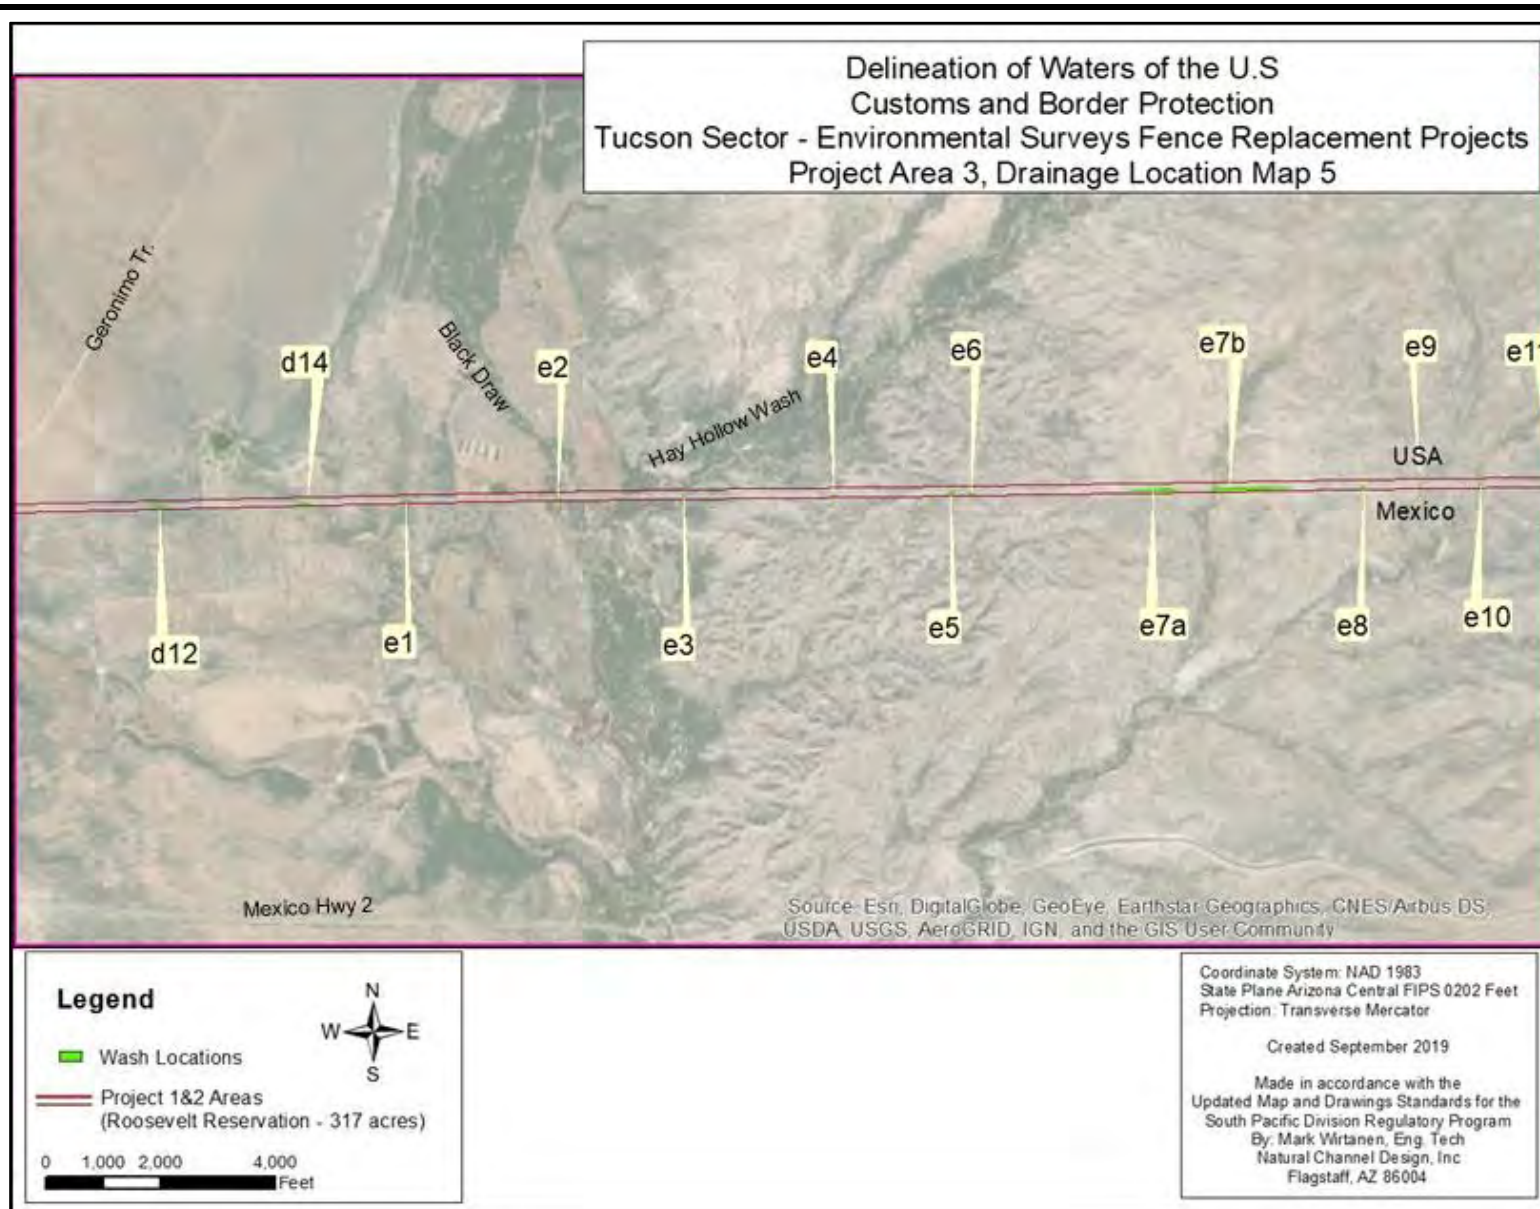 Delineation of Waters of the U.S
Customs and Border Protection
Tucson Sector - Environmental Surveys Fence Replacement Projects
Project Area 3, Drainage Location Map 5
Geronimo Tr.
Black Draw
Hay Hollow Wash
d14
e2
e4
e6
e7b
e9
USA
Mexico
d12
e1
e3
e5
e7a
e8
e10
Mexico Hwy 2
Source: Esri, DigitalGlobe, GeoEye, Earthstar Geographics, CNES/Airbus DS,
USDA, USGS, AeroGRID, IGN, and the GIS User Community
Legend
Wash Locations
Project 1&2 Areas
(Roosevelt Reservation - 317 acres)
N
W E
S
0 1,000 2,000 4,000
Feet
Coordinate System: NAD 1983
State Plane Arizona Central FIPS 0202 Feet
Projection: Transverse Mercator
Created September 2019
Made in accordance with the
Updated Map and Drawings Standards for the
South Pacific Division Regulatory Program
By: Mark Wirtanen, Eng. Tech
Natural Channel Design, Inc
Flagstaff, AZ 86004